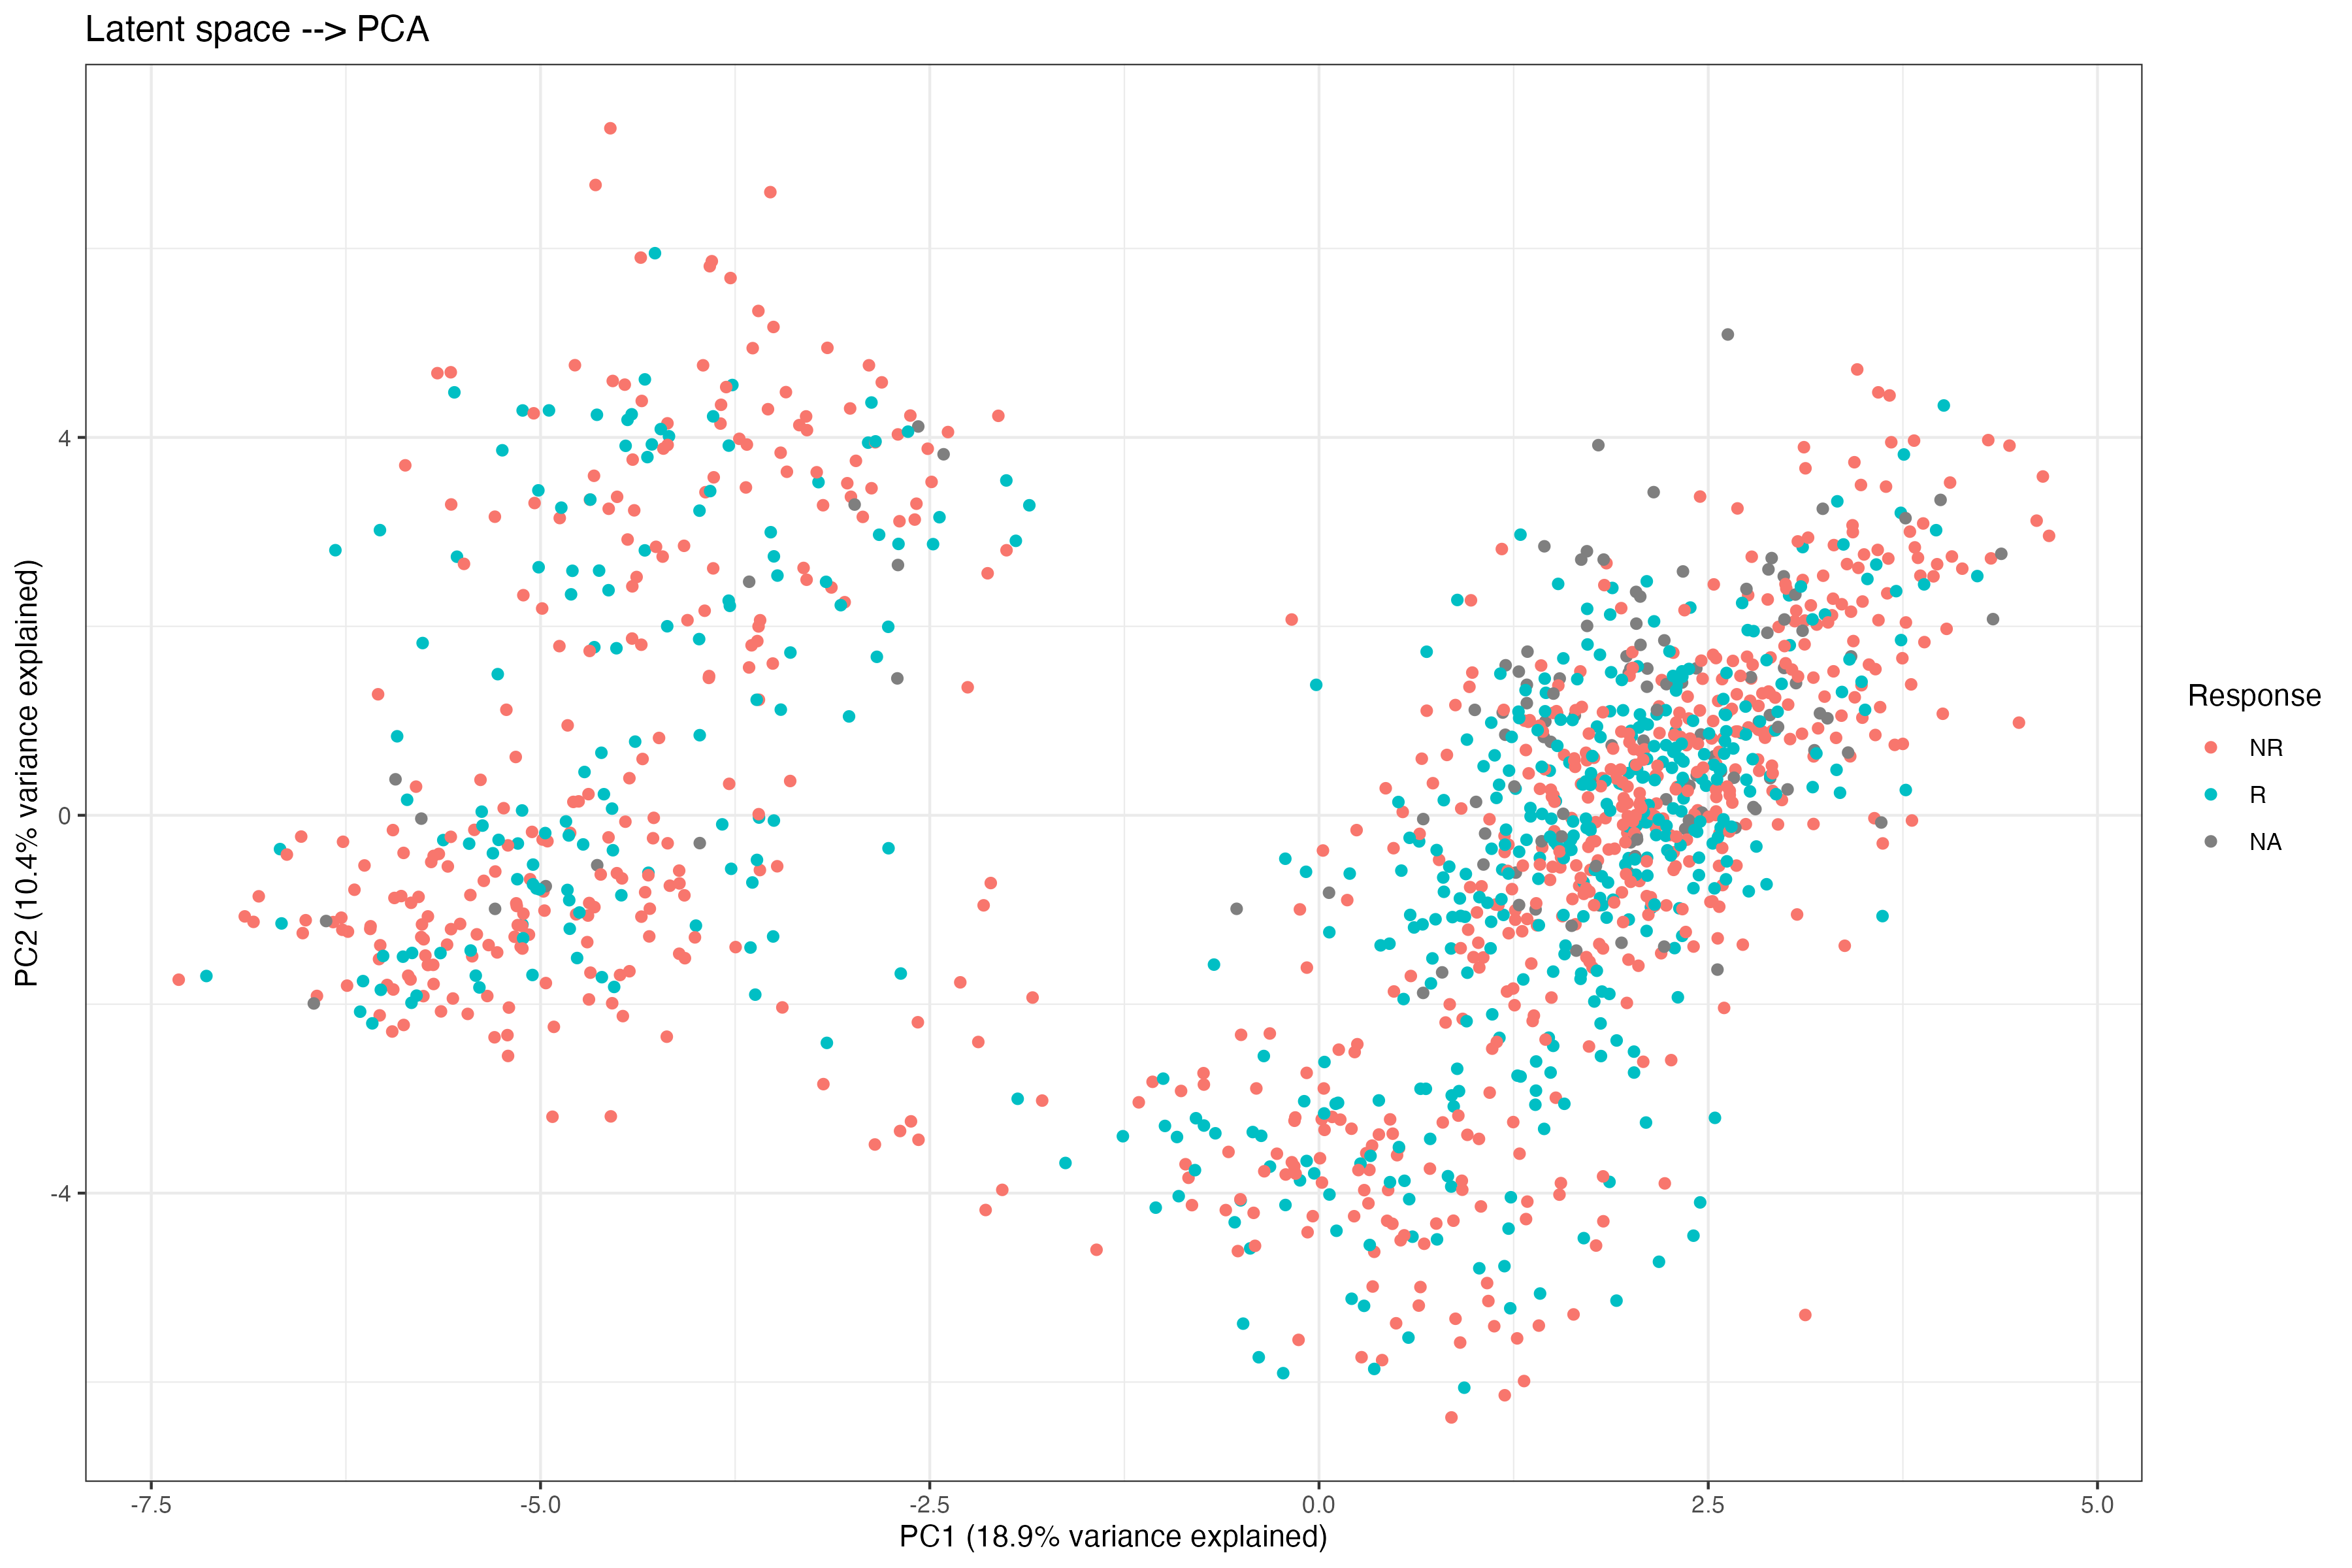 Latent space --> PCA
PC2 (10.4% variance explained)
4
0
-4
-7.5
-5.0
-2.5
0.0
2.5
5.0
PC1 (18.9% variance explained)
Response
NR
R
NA